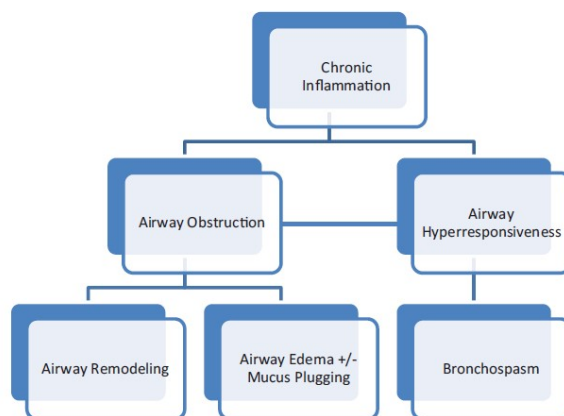 Chronic
Inflammation
Airway Obstruction
Airway
Hyperresponsiveness
Airway Remodeling
Airway Edema +/-
Mucus Plugging
Bronchospasm